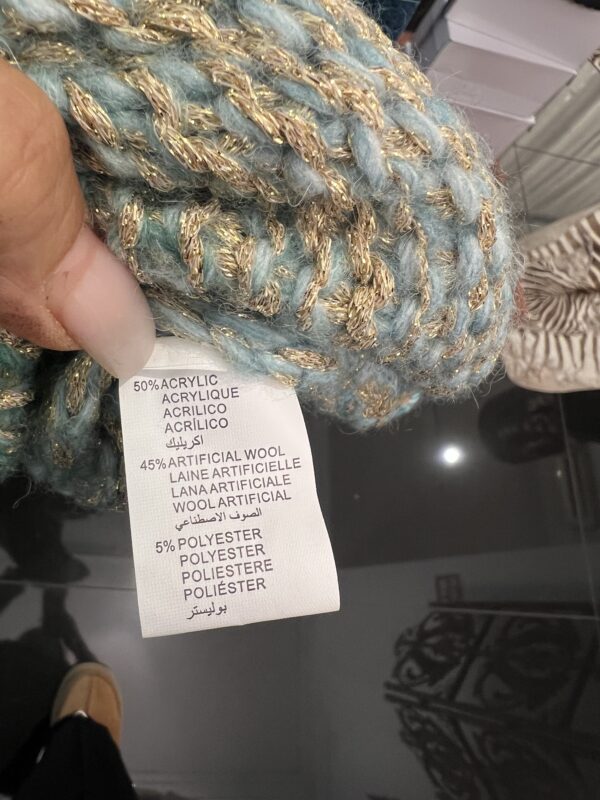 50% ACRYLIC
ACRYLIQUE
ACRILICO
ACRÍLICO
اكريليك
45% ARTIFICIAL WOOL
LAINE ARTIFICIELLE
LANA ARTIFICIALE
WOOL ARTIFICIAL
الصوف الاصطناعي
5% POLYESTER
POLYESTER
POLIESTERE
POLIÉSTER
بوليستر